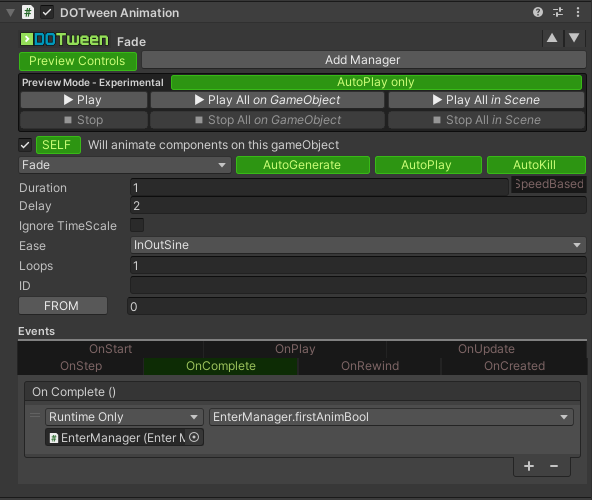 DOTween Animation
DOTween Fade
Preview Controls Add Manager
Preview Mode - Experimental AutoPlay only
Play Play All on GameObject Play All in Scene
Stop Stop All on GameObject Stop All in Scene
SELF Will animate components on this gameObject
Fade AutoGenerate AutoPlay AutoKill
Duration 1 SpeedBased
Delay 2
Ignore TimeScale
Ease InOutSine
Loops 1
ID
FROM 0
Events
OnStart OnPlay OnUpdate
OnStep OnComplete OnRewind OnCreated
On Complete ()
Runtime Only EnterManager.firstAnimBool
EnterManager (Enter M